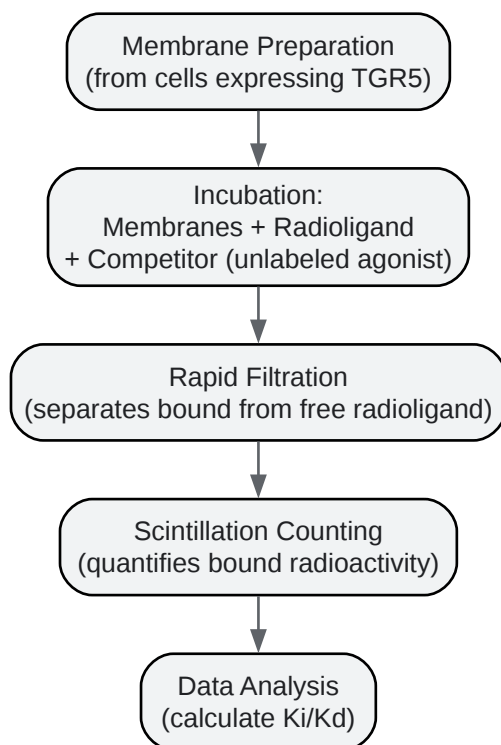 Membrane Preparation
(from cells expressing TGR5)
Incubation:
Membranes + Radioligand
+ Competitor (unlabeled agonist)
Rapid Filtration
(separates bound from free radioligand)
Scintillation Counting
(quantifies bound radioactivity)
Data Analysis
(calculate Ki/Kd)